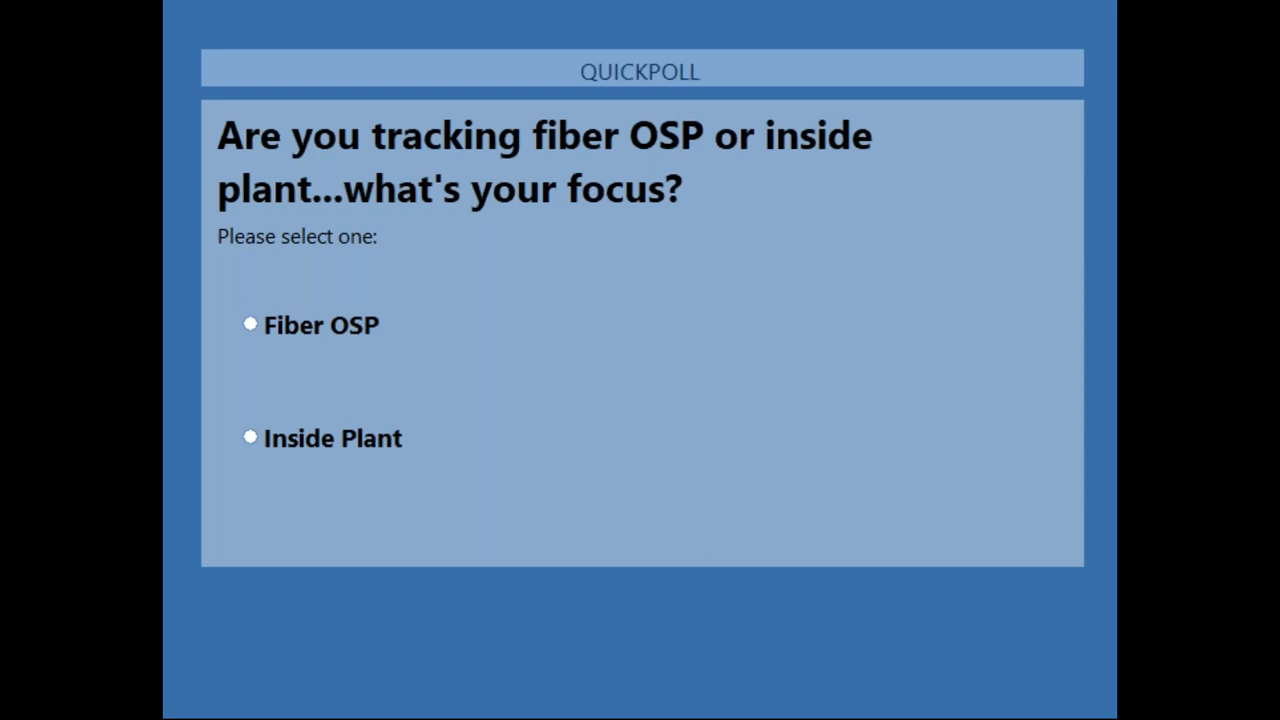 QUICKPOLL
Are you tracking fiber OSP or inside
plant...what's your focus?
Please select one:
Fiber OSP
Inside Plant